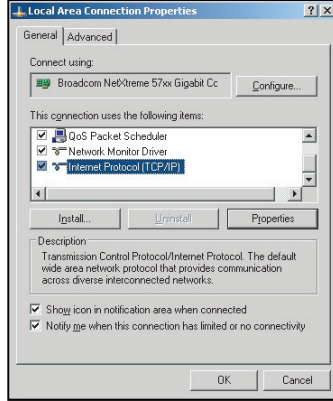 Local Area Connection Properties
General Advanced
Connect using:
Broadcom NetXtreme 57xx Gigabit Cc Configure...
This connection uses the following items:
QoS Packet Scheduler
Network Monitor Driver
Internet Protocol (TCP/IP)
Install... Uninstall Properties
Description
Transmission Control Protocol/Internet Protocol. The default
wide area network protocol that provides communication
across diverse interconnected networks.
Show icon in notification area when connected
Notify me when this connection has limited or no connectivity
OK Cancel